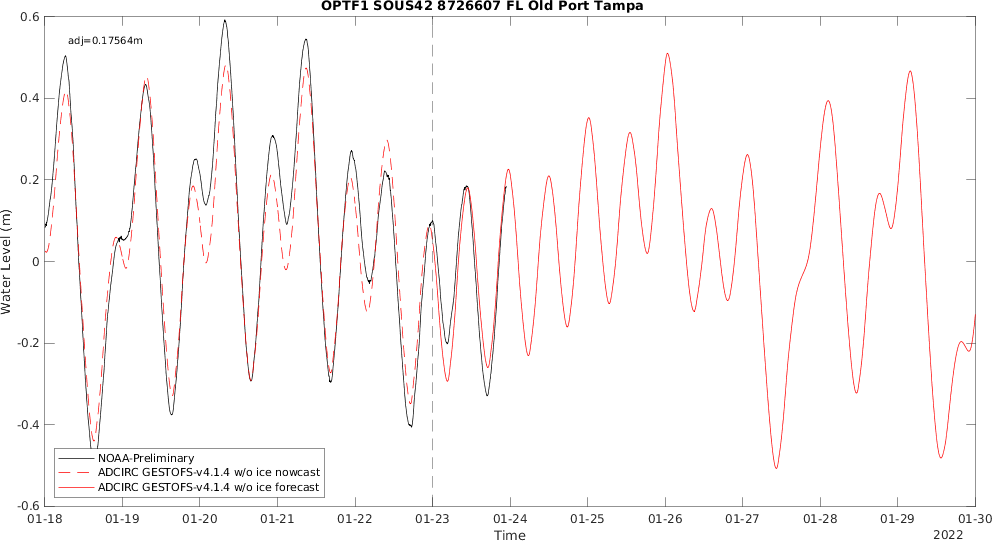 OPTF1 SOUS42 8726607 FL Old Port Tampa
adj=0.17564m
Water Level (m)
0.6
0.4
0.2
0
-0.2
-0.4
-0.6
NOAA-Preliminary
ADCIRC GESTOFS-v4.1.4 w/o ice nowcast
ADCIRC GESTOFS-v4.1.4 w/o ice forecast
01-18 01-19 01-20 01-21 01-22 01-23 01-24 01-25 01-26 01-27 01-28 01-29 01-30
Time
2022